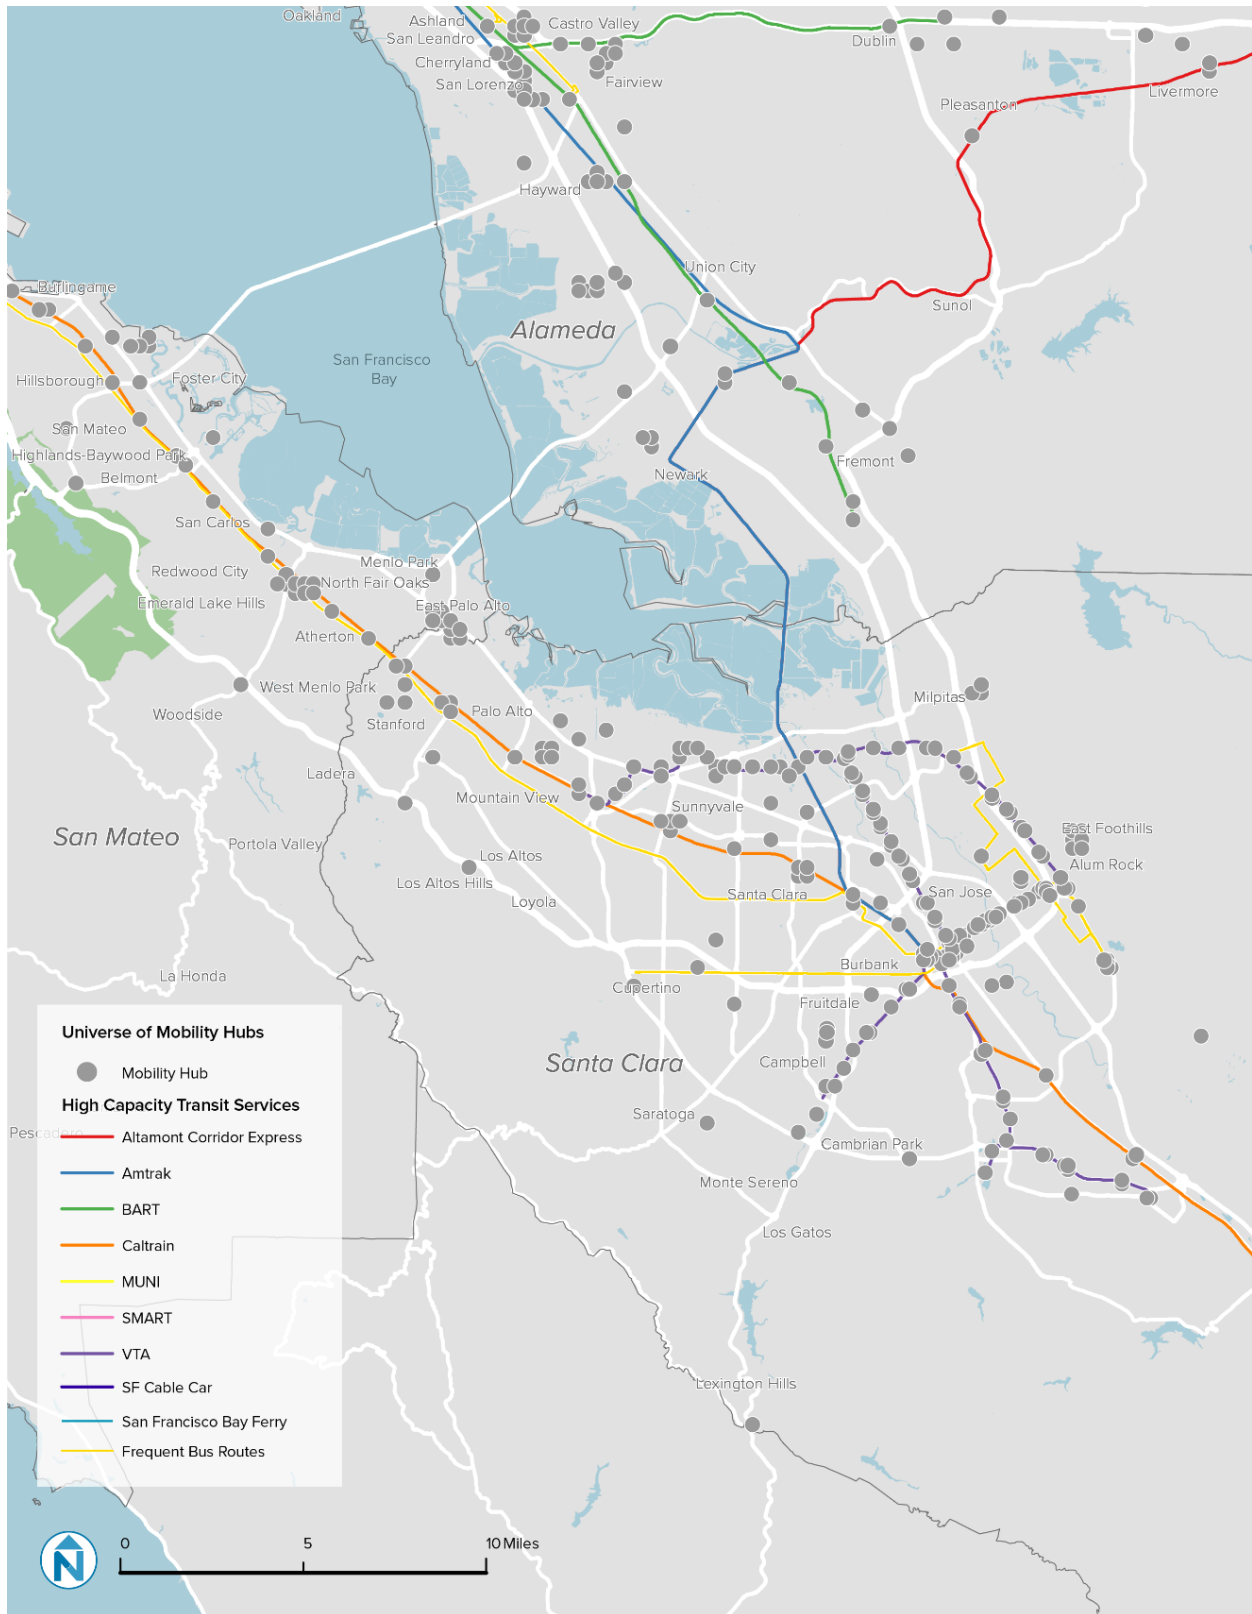 Oakland
Ashland
Castro Valley
San Leandro
Dublin
Cherryland
San Lorenzo
Fairview
Livermore
Pleasanton
Hayward
Union City
Burlingame
Sunol
Alameda
San Francisco
Bay
Hillsborough
Foster City
San Mateo
Highlands-Baywood Park
Fremont
Belmont
Newark
San Carlos
Menlo Park
Redwood City
North Fair Oaks
Emerald Lake Hills
East Palo Alto
Atherton
West Menlo Park
Milpitas
Woodside
Stanford
Palo Alto
Ladera
Mountain View
Sunnyvale
East Foothills
San Mateo
Portola Valley
Los Altos
Alum Rock
Los Altos Hills
Santa Clara
San Jose
Loyola
Burbank
La Honda
Cupertino
Fruitdale
Santa Clara
Campbell
Saratoga
Pescadero
Cambrian Park
Monte Sereno
Los Gatos
Lexington Hills
Universe of Mobility Hubs
Mobility Hub
High Capacity Transit Services
Altamont Corridor Express
Amtrak
BART
Caltrain
MUNI
SMART
VTA
SF Cable Car
San Francisco Bay Ferry
Frequent Bus Routes
N
0 5 10 Miles